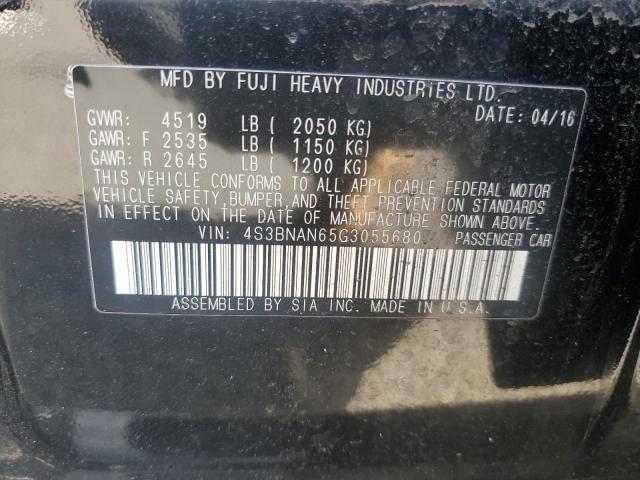 MFD BY FUJI HEAVY INDUSTRIES LTD.
DATE: 04/16
GVWR: 4519 LB ( 2050 KG)
GAWR: F 2535 LB ( 1150 KG)
GAWR: R 2645 LB ( 1200 KG)
THIS VEHICLE CONFORMS TO ALL APPLICABLE FEDERAL MOTOR
VEHICLE SAFETY, BUMPER, AND THEFT PREVENTION STANDARDS
IN EFFECT ON THE DATE OF MANUFACTURE SHOWN ABOVE.
VIN: 4S3BNAN65G3055680 PASSENGER CAR
ASSEMBLED BY SIA INC. MADE IN U.S.A.